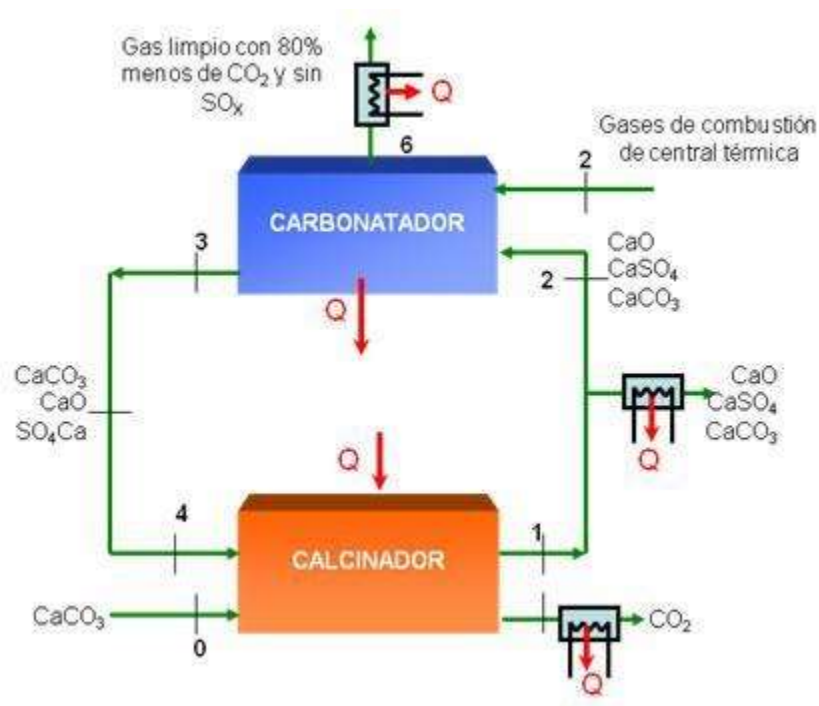 Gas limpio con 80%
menos de CO₂ y sin
SOₓ
Q
6
Gases de combustión
de central térmica
2
CARBONATADOR
3
CaO
CaSO₄
CaCO₃
2
Q
CaCO₃
CaO
SO₄Ca
CaO
CaSO₄
CaCO₃
Q
Q
4
CALCINADOR
1
CaCO₃
0
CO₂
Q